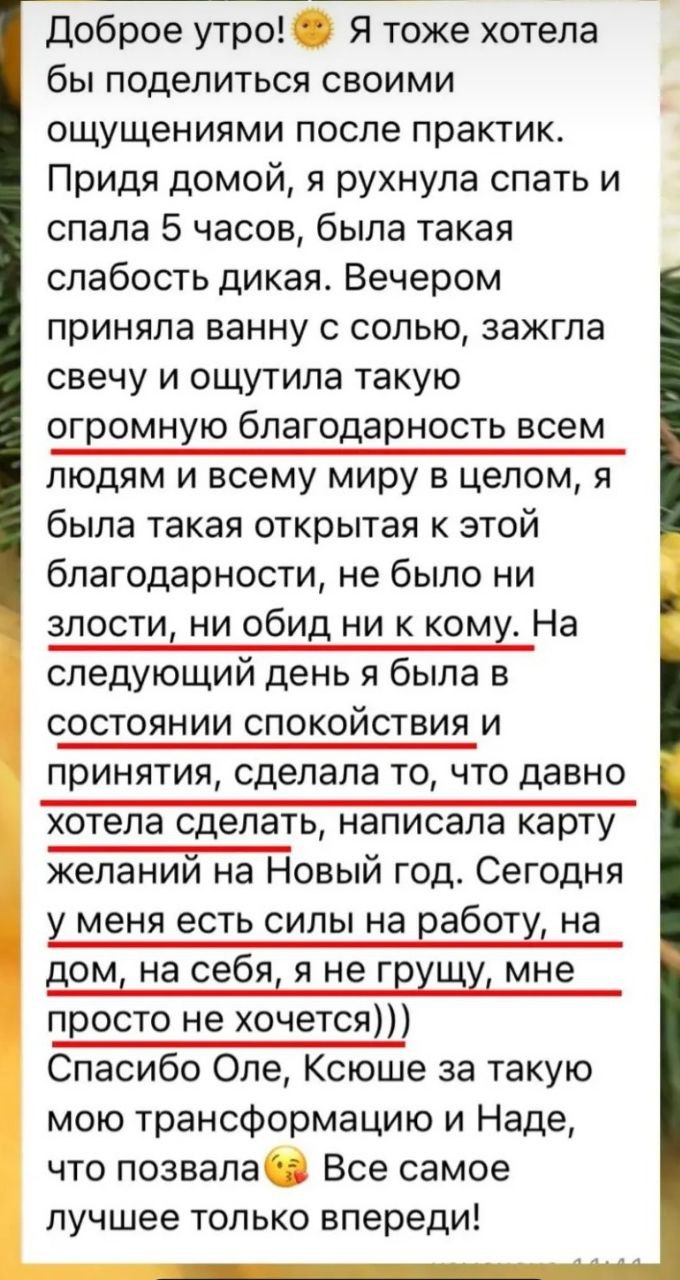 Доброе утро!🌞 Я тоже хотела
бы поделиться своими
ощущениями после практик.
Придя домой, я рухнула спать и
спала 5 часов, была такая
слабость дикая. Вечером
приняла ванну с солью, зажгла
свечу и ощутила такую
огромную благодарность всем
людям и всему миру в целом, я
была такая открытая к этой
благодарности, не было ни
злости, ни обид ни к кому. На
следующий день я была в
состоянии спокойствия и
принятия, сделала то, что давно
хотела сделать, написала карту
желаний на Новый год. Сегодня
у меня есть силы на работу, на
дом, на себя, я не грущу, мне
просто не хочется)))
Спасибо Оле, Ксюше за такую
мою трансформацию и Наде,
что позвала😘 Все самое
лучшее только впереди!